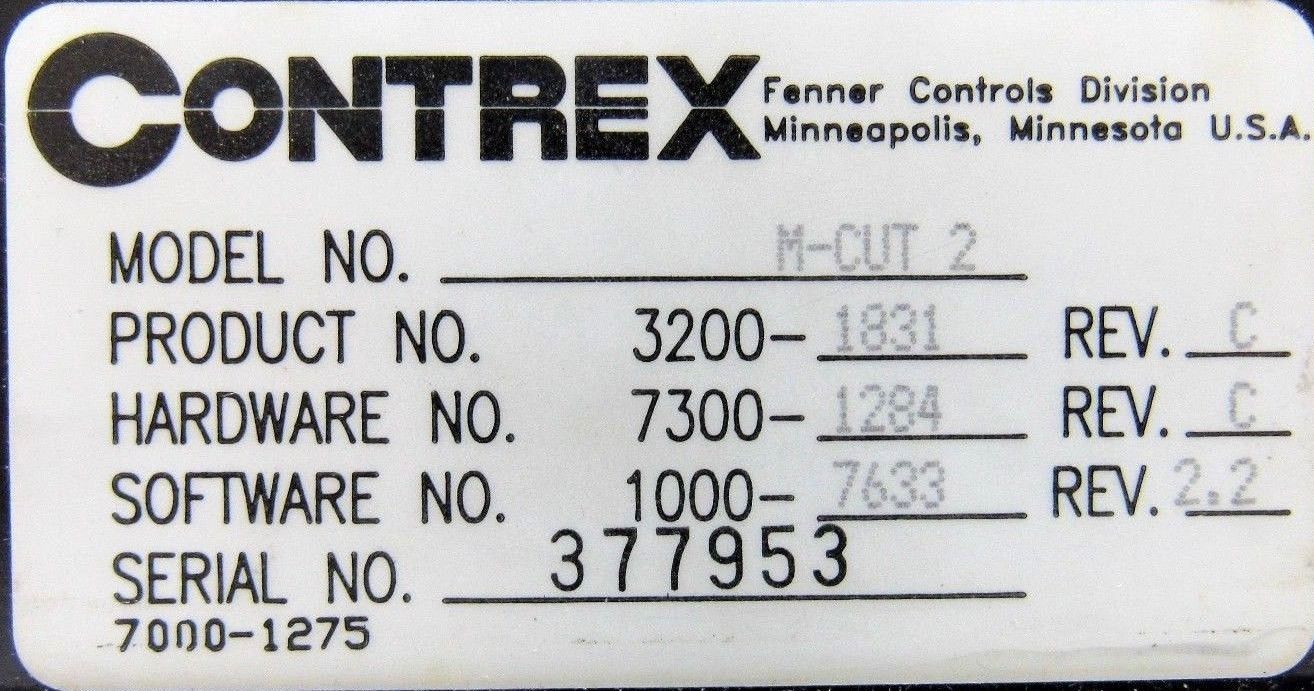 CONTREX Fenner Controls Division
Minneapolis, Minnesota U.S.A.
MODEL NO. M-CUT 2
PRODUCT NO. 3200-1831 REV. C
HARDWARE NO. 7300-1284 REV. C
SOFTWARE NO. 1000-7633 REV. 2.2
SERIAL NO. 377953
7000-1275